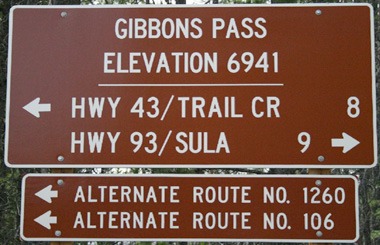 GIBBONS PASS
ELEVATION 6941
← HWY 43/TRAIL CR 8
HWY 93/SULA 9 →
← ALTERNATE ROUTE NO. 1260
← ALTERNATE ROUTE NO. 106